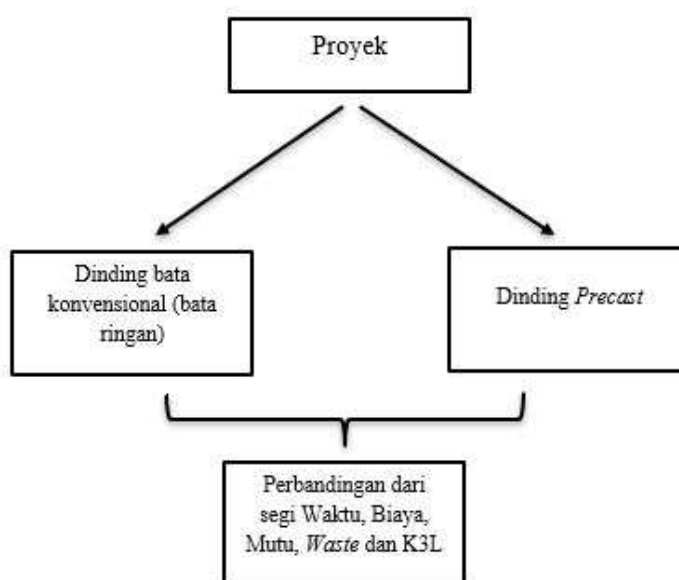 Proyek
Dinding bata
konvensional (bata
ringan)
Dinding Precast
Perbandingan dari
segi Waktu, Biaya,
Mutu, Waste dan K3L